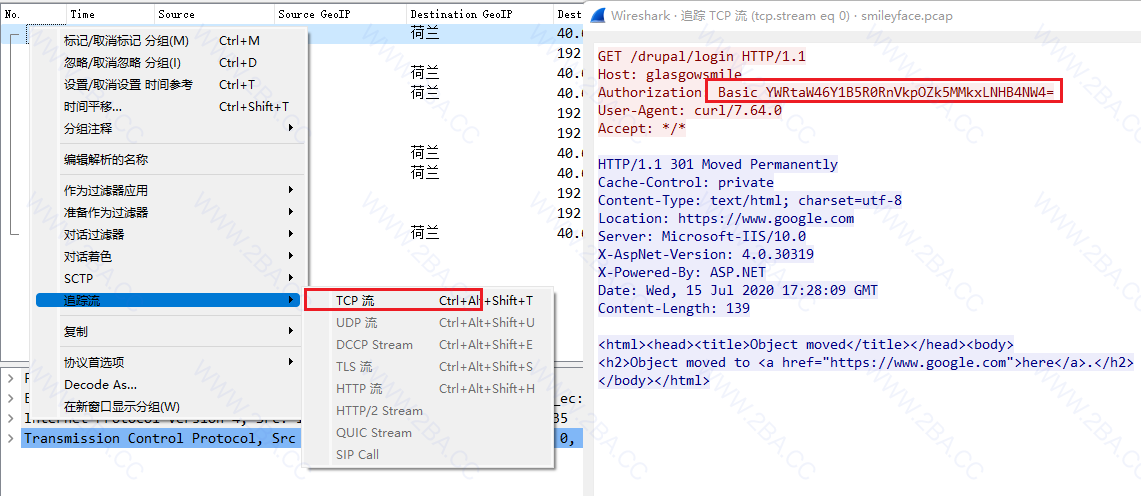 No.
Time
Source
Source GeoIP
Destination GeoIP
Dest
标记/取消标记 分组(M) Ctrl+M
忽略/取消忽略 分组(I) Ctrl+D
设置/取消设置 时间参考 Ctrl+T
时间平移... Ctrl+Shift+T
分组注释
编辑解析的名称
作为过滤器应用
准备作为过滤器
对话过滤器
对话着色
SCTP
追踪流
复制
协议首选项
Decode As...
在新窗口显示分组(W)
TCP 流 Ctrl+Alt+Shift+T
UDP 流 Ctrl+Alt+Shift+U
DCCP Stream Ctrl+Alt+Shift+E
TLS 流 Ctrl+Alt+Shift+S
HTTP 流 Ctrl+Alt+Shift+H
HTTP/2 Stream
QUIC Stream
SIP Call
荷兰 40.6
192
荷兰 40.6
荷兰 40.6
192
192
荷兰 40.6
荷兰 40.6
192
192
荷兰 40.6
_ec:
35
Transmission Control Protocol, Src
0,
Wireshark · 追踪 TCP 流 (tcp.stream eq 0) · smileyface.pcap
GET /drupal/login HTTP/1.1
Host: glasgowsmile
Authorization Basic YWRtaW46Y1B5R0RnVkpOZk5MMkxLNHB4NW4=
User-Agent: curl/7.64.0
Accept: */*
HTTP/1.1 301 Moved Permanently
Cache-Control: private
Content-Type: text/html; charset=utf-8
Location: https://www.google.com
Server: Microsoft-IIS/10.0
X-AspNet-Version: 4.0.30319
X-Powered-By: ASP.NET
Date: Wed, 15 Jul 2020 17:28:09 GMT
Content-Length: 139
<html><head><title>Object moved</title></head><body>
<h2>Object moved to <a href="https://www.google.com">here</a>.</h2>
</body></html>
WWW.2BA.CC